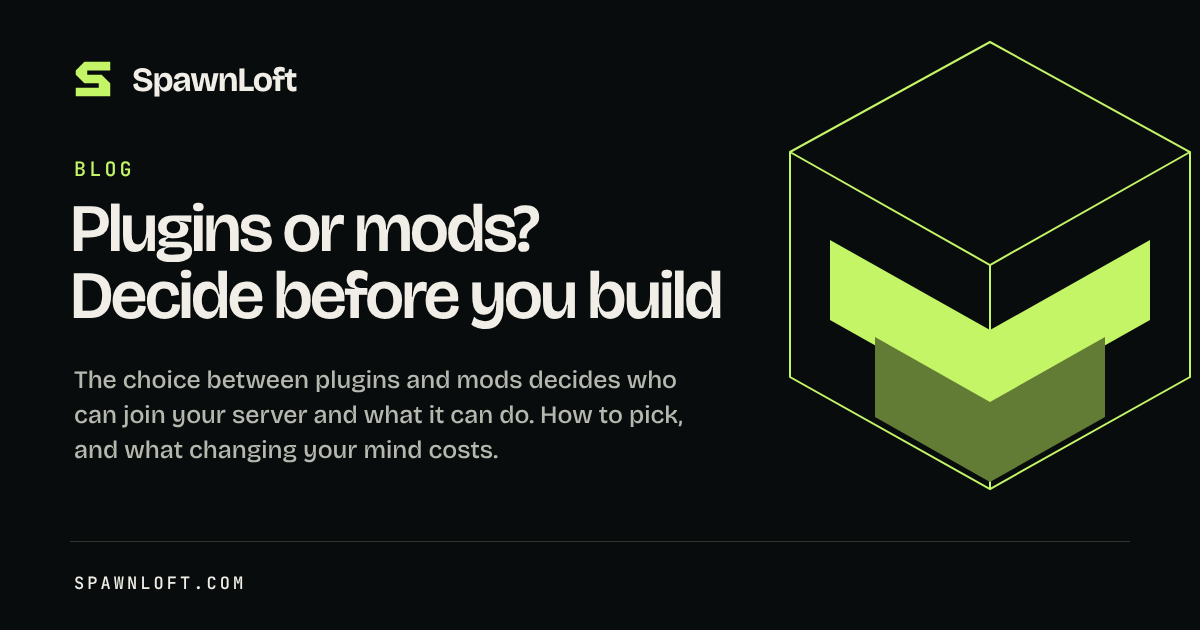 SpawnLoft
BLOG
Plugins or mods?
Decide before you build
The choice between plugins and mods decides who
can join your server and what it can do. How to pick,
and what changing your mind costs.
SPAWNLOFT.COM